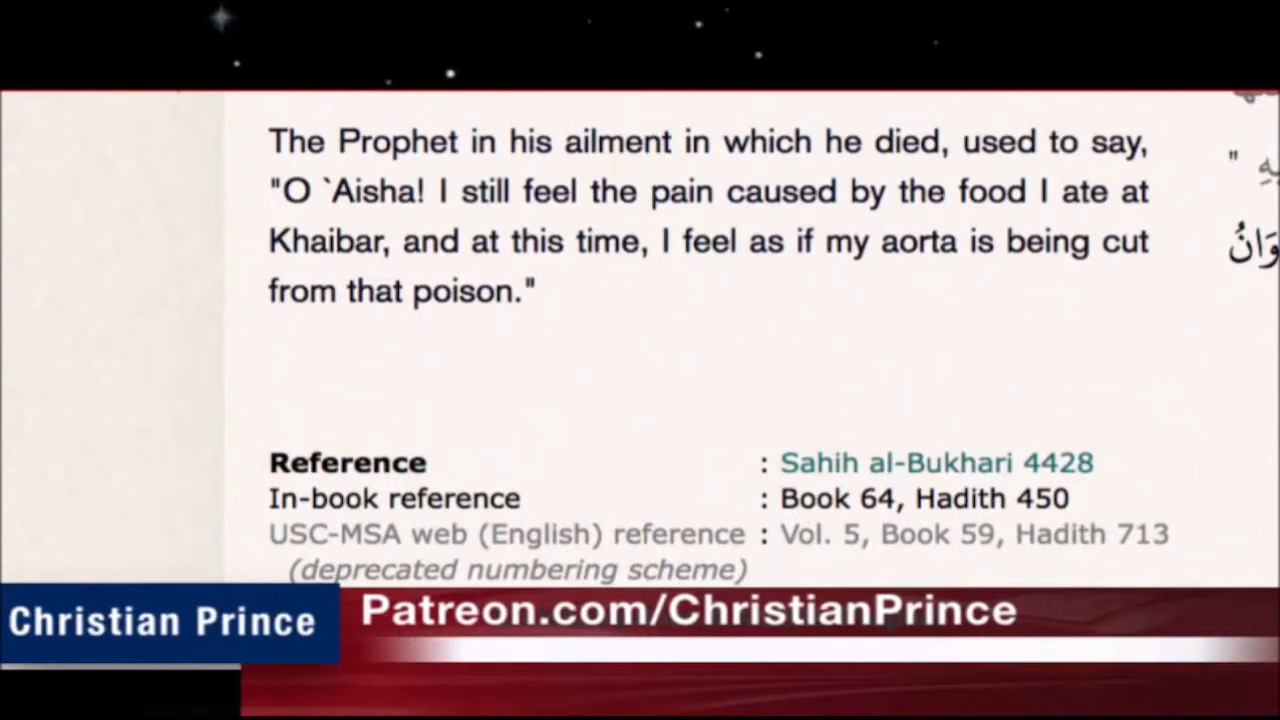 The Prophet in his ailment in which he died, used to say,
"O `Aisha! I still feel the pain caused by the food I ate at
Khaibar, and at this time, I feel as if my aorta is being cut
from that poison."
Reference : Sahih al-Bukhari 4428
In-book reference : Book 64, Hadith 450
USC-MSA web (English) reference : Vol. 5, Book 59, Hadith 713
(deprecated numbering scheme)
Christian Prince
Patreon.com/ChristianPrince